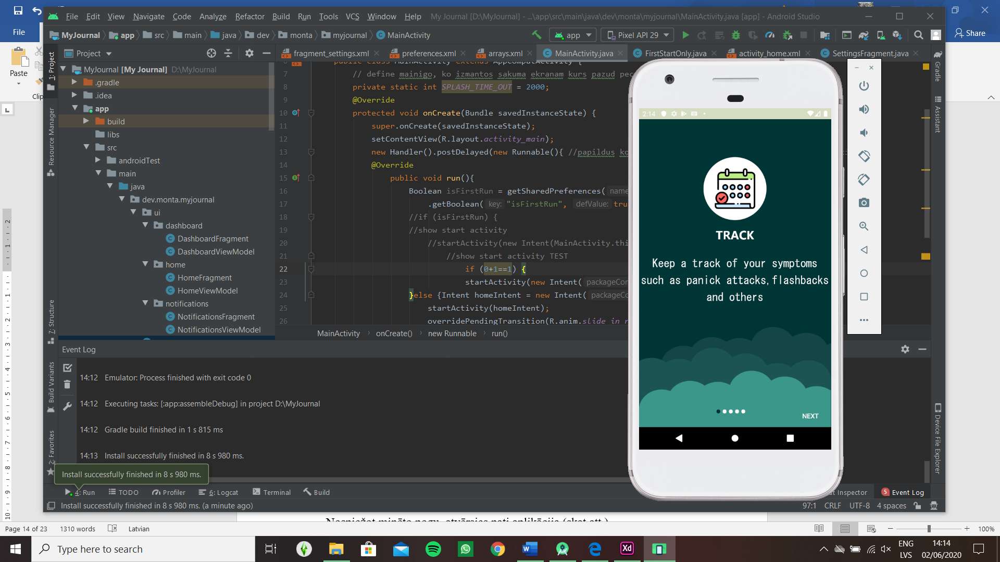 File Share
Paste
Clip
File Edit View Navigate Code Analyze Refactor Build Run Tools VCS Window Help My Journal [D:\MyJournal] - ...\app\src\main\java\dev\monta\myjournal\MainActivity.java [app] - Android Studio
MyJournal app src main java dev monta myjournal MainActivity app Pixel API 29
Project
fragment_settings.xml preferences.xml arrays.xml MainActivity.java FirstStartOnly.java activity_home.xml SettingsFragment.java
1: Project
Resource Manager
7: Structure
Build Variants
2: Favorites
MyJournal [My Journal] D:\MyJournal
.gradle
.idea
app
build
libs
src
androidTest
main
java
dev.monta.myjournal
ui
dashboard
DashboardFragment
DashboardViewModel
home
HomeFragment
HomeViewModel
notifications
NotificationsFragment
NotificationsViewModel
public class MainActivity extends AppCompatActivity {
7 // define mainigo, ko izmantos sakuma ekranam kurs pazud pec
8 private static int SPLASH_TIME_OUT = 2000;
9 @Override
10 protected void onCreate(Bundle savedInstanceState) {
11 super.onCreate(savedInstanceState);
12 setContentView(R.layout.activity_main);
13 new Handler().postDelayed(new Runnable(){ //papildus
14 @Override
15 public void run(){
16 Boolean isFirstRun = getSharedPreferences( name
17 .getBoolean( key: "isFirstRun", defValue: tru
18 //if (isFirstRun) {
19 //show start activity
20 //startActivity(new Intent(MainActivity.thi
21 //show start activity TEST
22 if (0+1==1) {
23 startActivity(new Intent( packageCon
24 }else {Intent homeIntent = new Intent( packageCo
25 startActivity(homeIntent);
26 overridePendingTransition(R.anim.slide_in_r
MainActivity onCreate() new Runnable run()
Gradle
Assistant
Device File Explorer
2:14
TRACK
Keep a track of your symptoms
such as panick attacks,flashbacks
and others
NEXT
Event Log
14:12 Emulator: Process finished with exit code 0
14:12 Executing tasks: [:app:assembleDebug] in project D:\MyJournal
14:12 Gradle build finished in 1 s 815 ms
14:13 Install successfully finished in 8 s 980 ms.
Install successfully finished in 8 s 980 ms.
4: Run TODO Profiler 6: Logcat Terminal Build Inspector 5 Event Log
Install successfully finished in 8 s 980 ms. (a minute ago) 97:1 CRLF UTF-8 4 spaces
Nospiežot minēto pogu, atvērsies pati aplikācija (skat.att.)
Page 14 of 23 1310 words Latvian 100%
Type here to search
Xd
ENG
LVS
14:14
02/06/2020